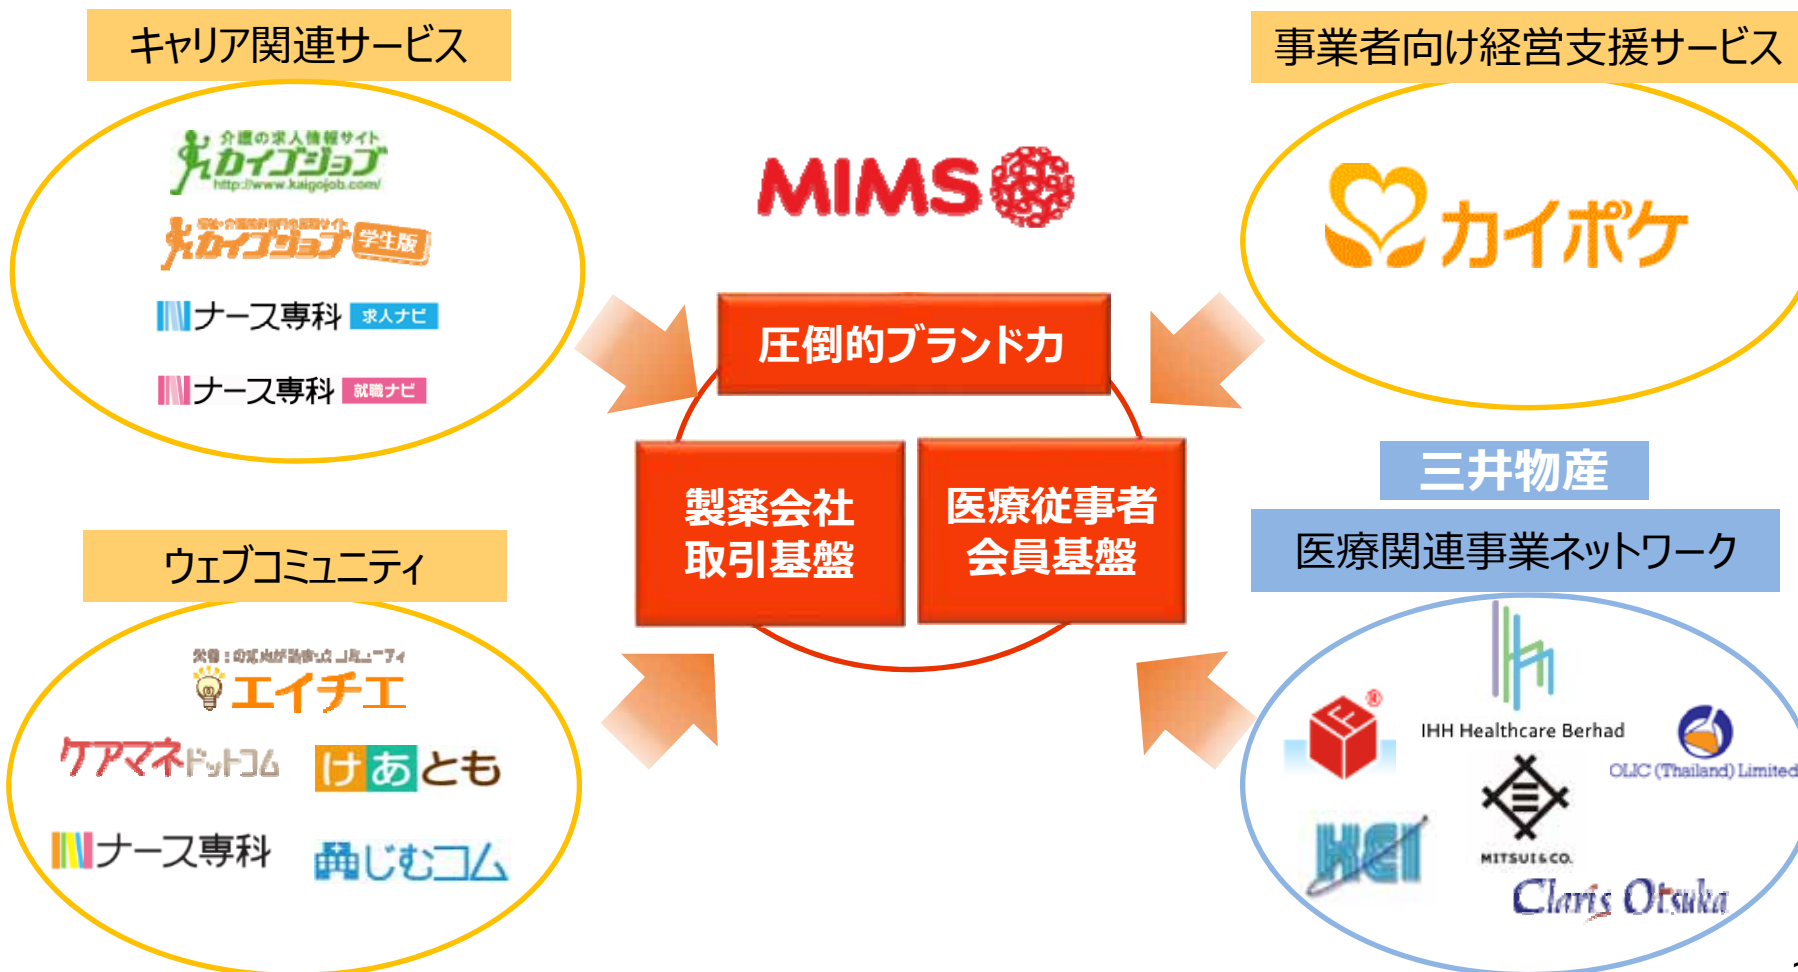 キャリア関連サービス
介護の求人情報サイト
カイゴジョブ
http://www.kaigojob.com/
カイゴジョブ 学生版
ナース専科 求人ナビ
ナース専科 就職ナビ
MIMS
圧倒的ブランド力
製薬会社
取引基盤
医療従事者
会員基盤
事業者向け経営支援サービス
カイポケ
ウェブコミュニティ
エイチエ
ケアマネドットコム
けあとも
ナース専科
じむコム
三井物産
医療関連事業ネットワーク
IHH Healthcare Berhad
OLIC (Thailand) Limited
MITSUI&CO.
KEI
Claris Otsuka